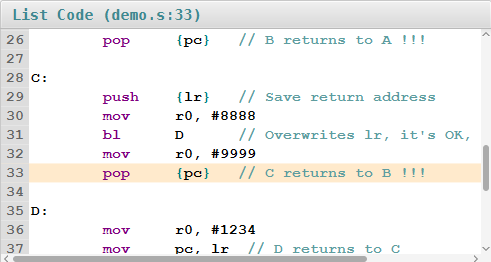 List Code (demo.s:33)
26 pop {pc} // B returns to A !!!
27
28 C:
29 push {lr} // Save return address
30 mov r0, #8888
31 bl D // Overwrites lr, it's OK,
32 mov r0, #9999
33 pop {pc} // C returns to B !!!
34
35 D:
36 mov r0, #1234
37 mov pc, lr // D returns to C